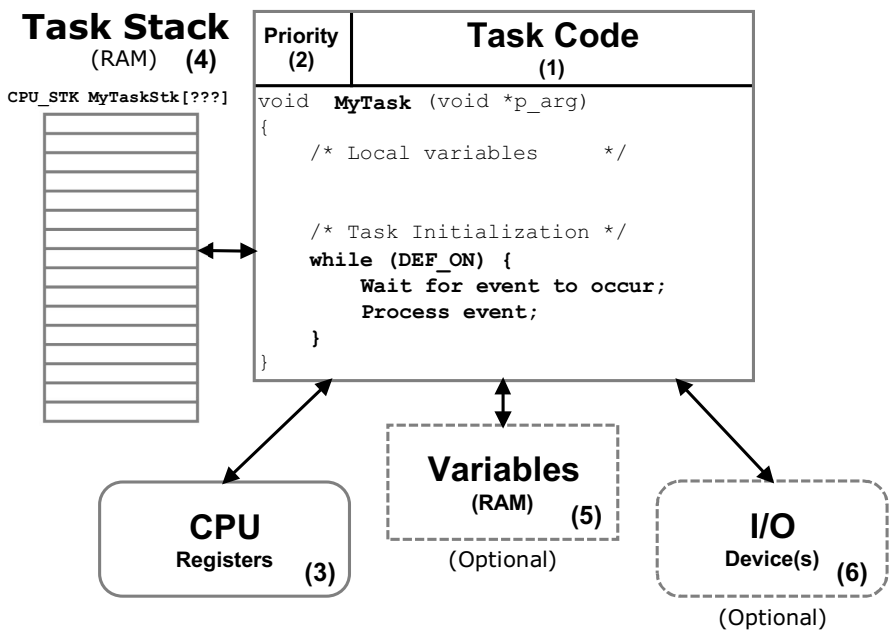 Task Stack
(RAM) (4)
CPU_STK MyTaskStk[???]
Priority
(2)
Task Code
(1)
void MyTask (void *p_arg)
{
/* Local variables */
/* Task Initialization */
while (DEF_ON) {
Wait for event to occur;
Process event;
}
}
CPU
Registers (3)
Variables
(RAM) (5)
(Optional)
I/O
Device(s) (6)
(Optional)